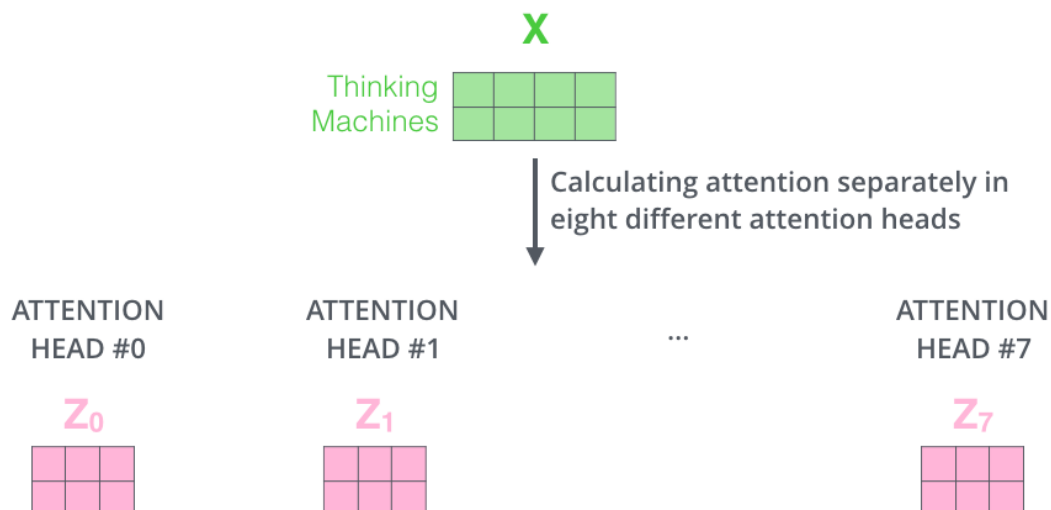 X
Thinking
Machines
Calculating attention separately in
eight different attention heads
ATTENTION
HEAD #0
ATTENTION
HEAD #1
...
ATTENTION
HEAD #7
Z0
Z1
Z7